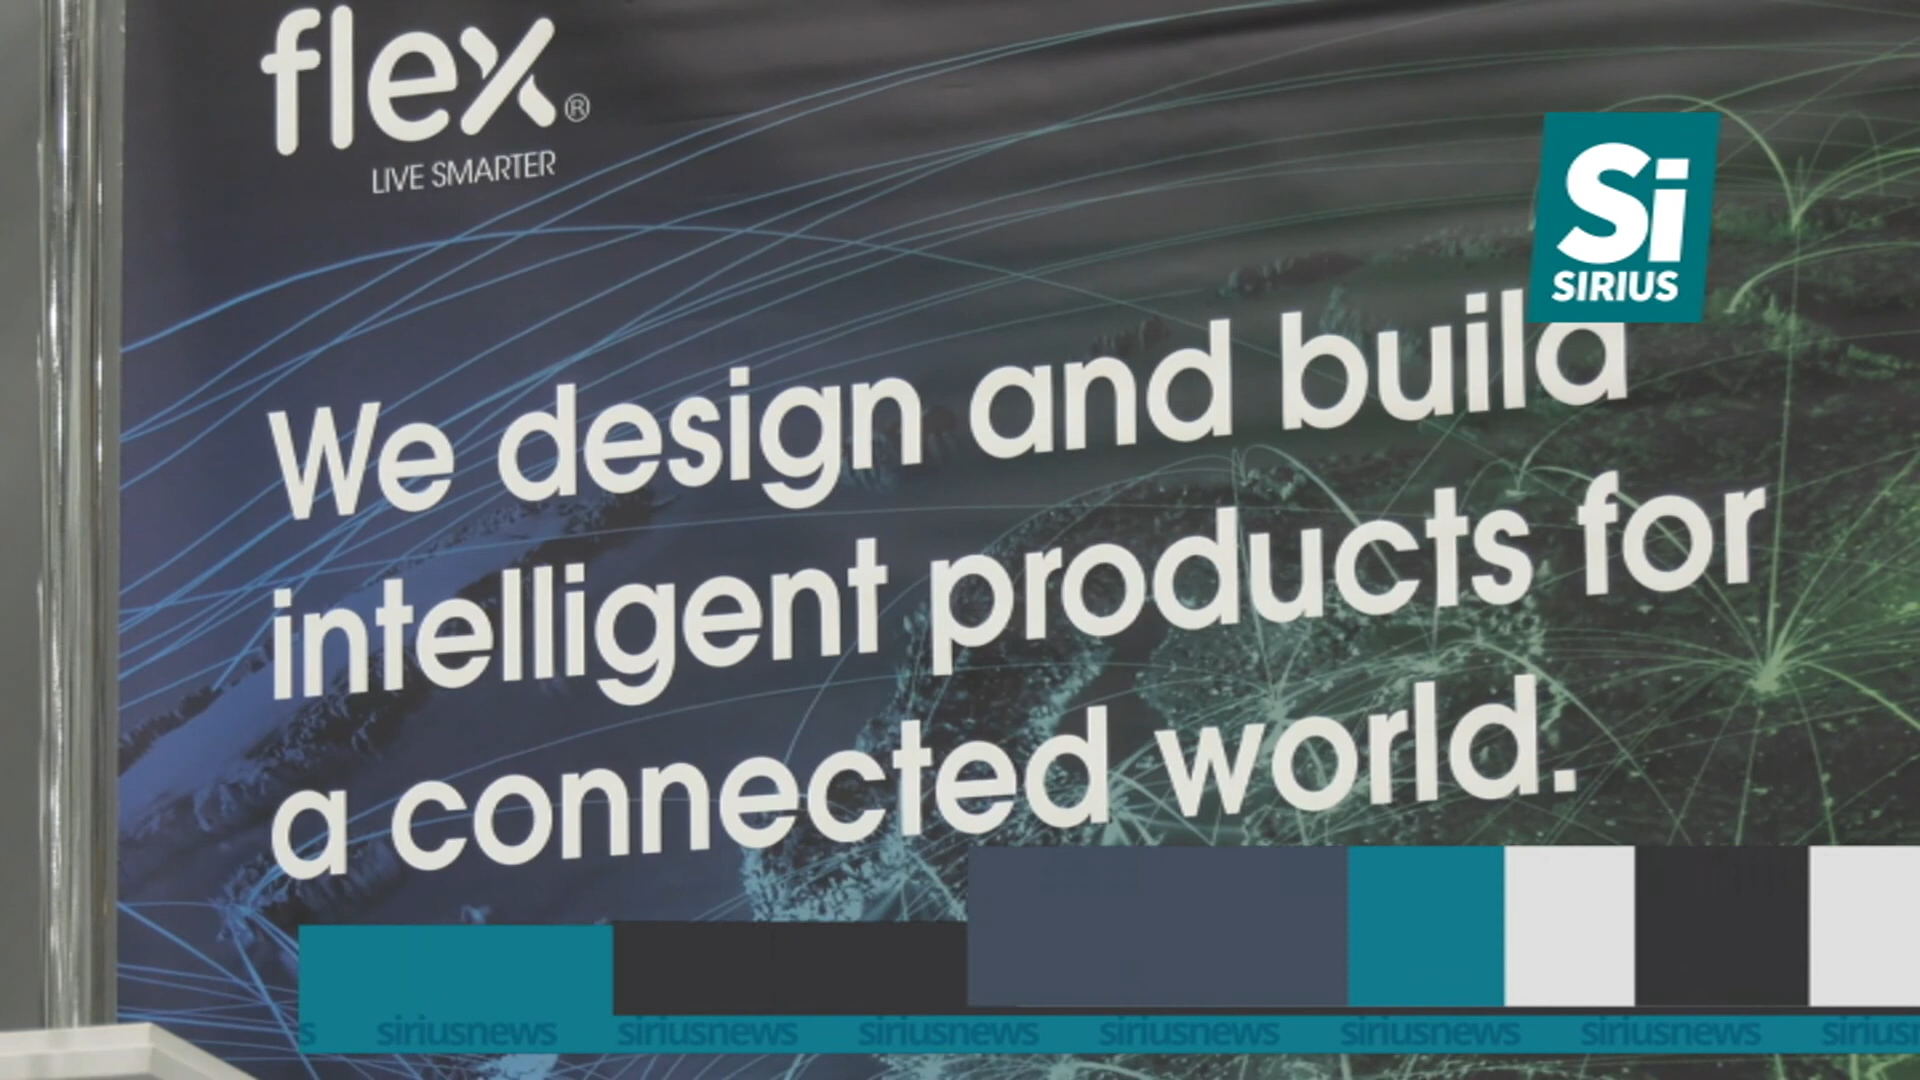 flex®
LIVE SMARTER
Si
SIRIUS
We design and build
intelligent products for
a connected world.
s siriusnews siriusnews siriusnews siriusnews siriusnews siriusnews siriusn